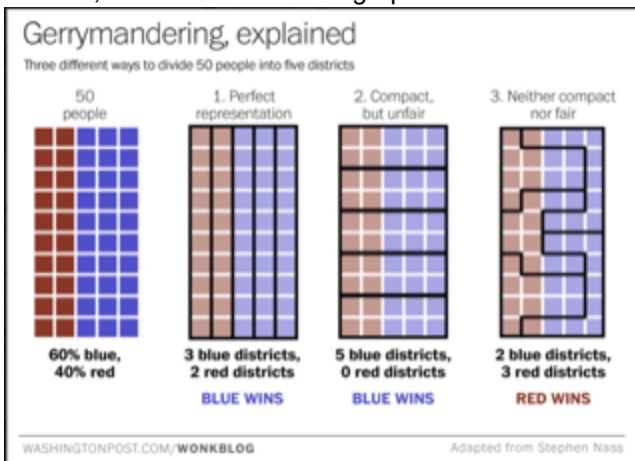 Gerrymandering, explained
Three different ways to divide 50 people into five districts
50
people
1. Perfect
representation
2. Compact,
but unfair
3. Neither compact
nor fair
60% blue,
40% red
3 blue districts,
2 red districts
BLUE WINS
5 blue districts,
0 red districts
BLUE WINS
2 blue districts,
3 red districts
RED WINS
WASHINGTONPOST.COM/WONKBLOG
Adapted from Stephen Nass